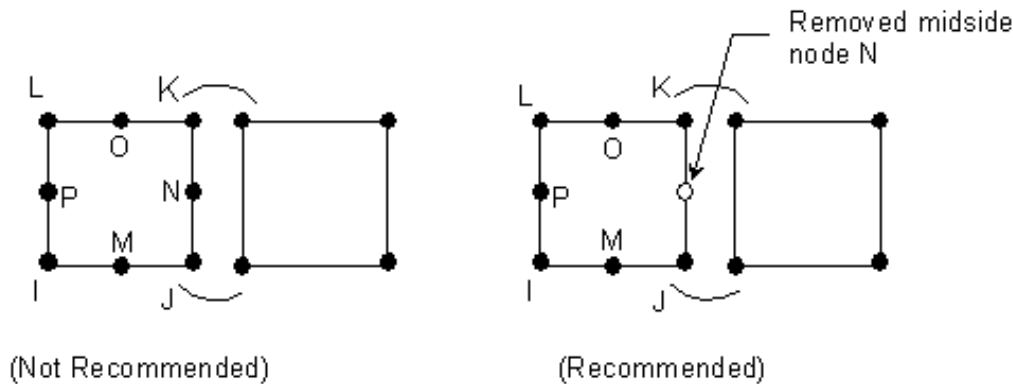 Removed midside
node N
L
K
O
P
N
M
I
J
(Not Recommended)
L
K
O
P
M
I
J
(Recommended)